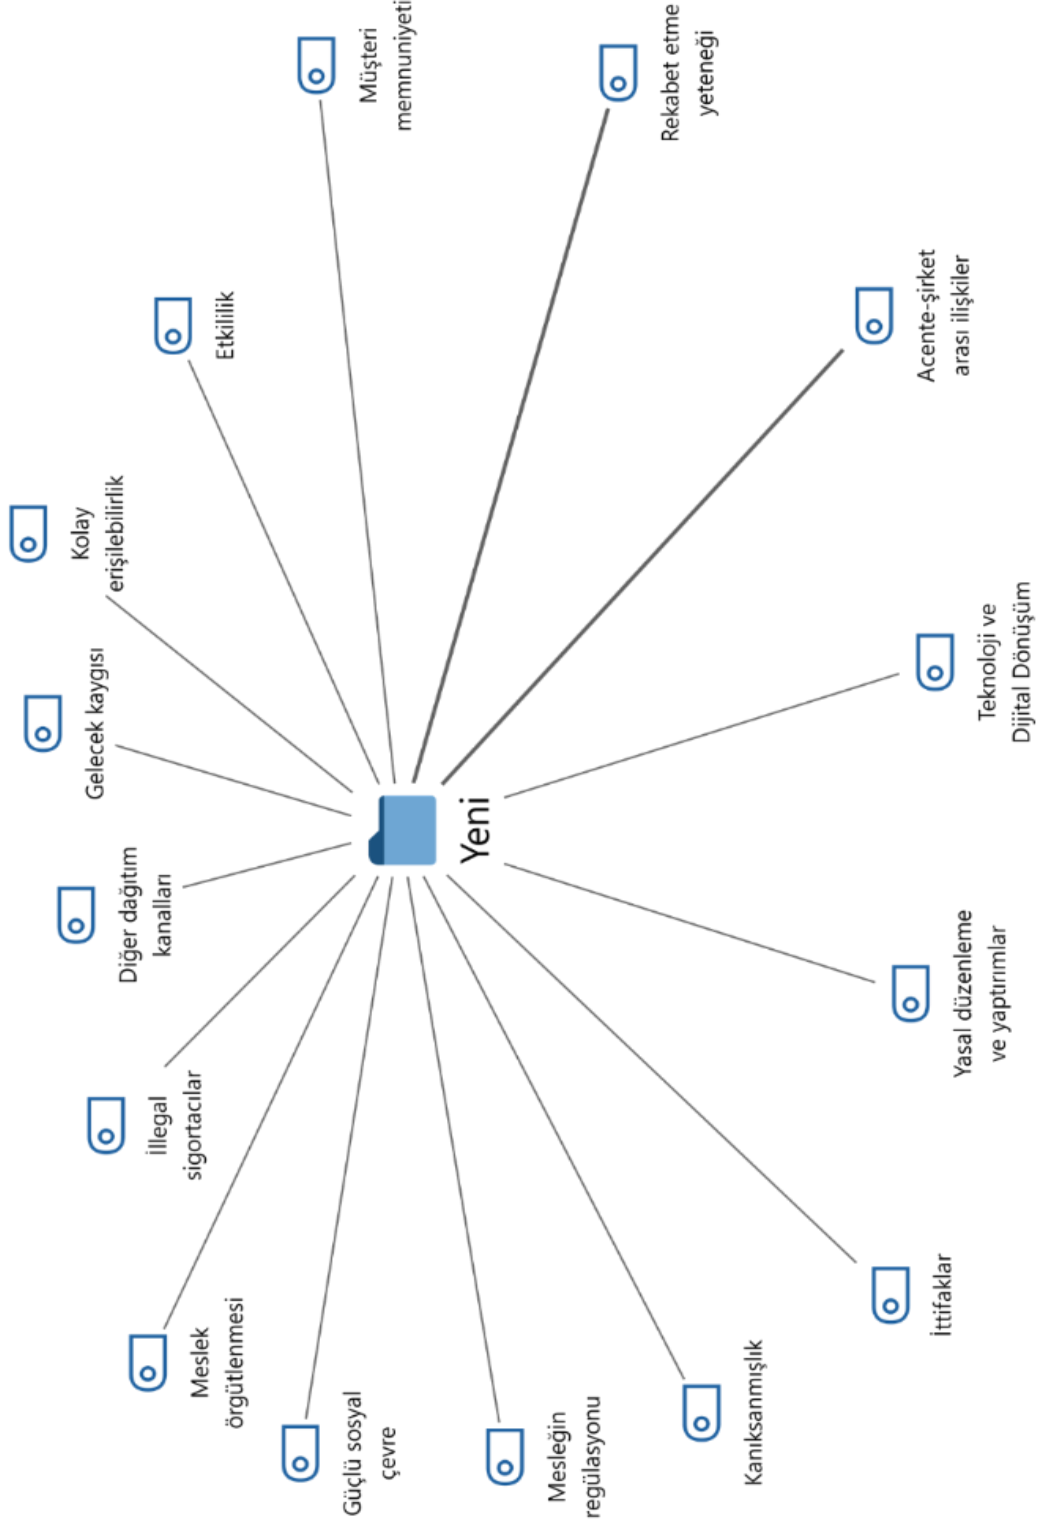 Müşteri
memnuniyeti
Rekabet etme
yeteneği
Etkililik
Acente-şirket
arası ilişkiler
Kolay
erişilebilirlik
Gelecek kaygısı
Teknoloji ve
Dijital Dönüşüm
Yeni
Diğer dağıtım
kanalları
Yasal düzenleme
ve yaptırımlar
İllegal
sigortacılar
İttifaklar
Meslek
örgütlenmesi
Kanıksanmışlık
Güçlü sosyal
çevre
Mesleğin
regülasyonu